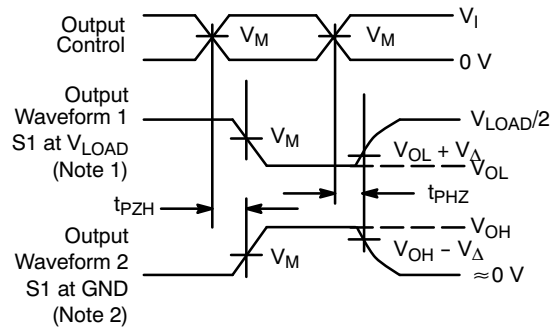 Output
Control
V_M
V_M
V_I
0 V
Output
Waveform 1
S1 at V_LOAD
(Note 1)
V_M
V_LOAD/2
V_OL + V_Δ
V_OL
t_PZH
t_PHZ
Output
Waveform 2
S1 at GND
(Note 2)
V_M
V_OH
V_OH – V_Δ
≈0 V